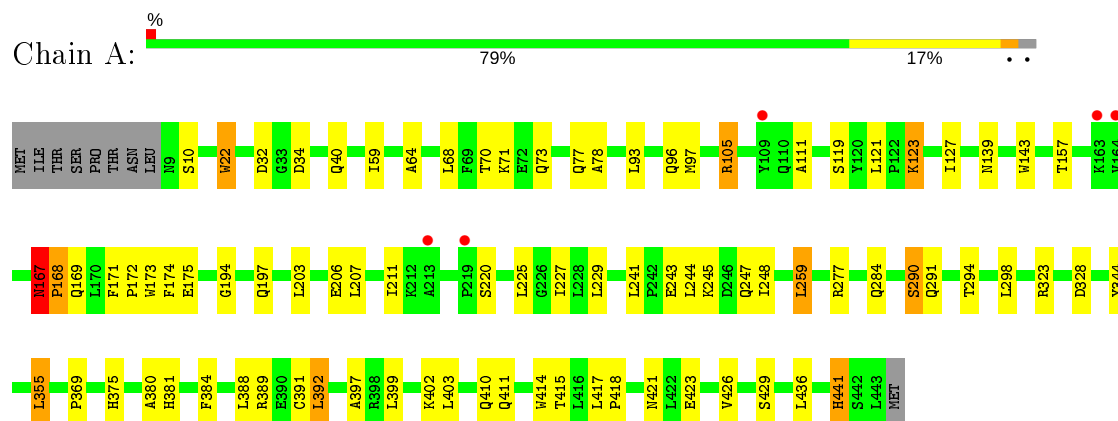 %
Chain A:
79%
17%
MET ILE THR SER PRO THR ASN LEU N9 S10 W22 D32 G33 D34 Q40 I59 A64 L68 F69 T70 K71 E72 Q73 Q77 A78 L93 Q96 M97 R105 Y109 Q110 A111 S119 Y120 L121 P122 K123 I127 N139 W143 T157 K163 V164
N167 P168 Q169 L170 F171 P172 W173 F174 E175 G194 Q197 L203 E206 L207 I211 K212 A213 P219 S220 L225 G226 I227 L228 L229 L241 P242 E243 L244 K245 D246 Q247 I248 L259 R277 Q284 S290 Q291 T294 L298 R323 D328
L355 P369 H375 A380 H381 F384 L388 R389 E390 C391 L392 A397 R398 L399 K402 L403 Q410 Q411 W414 T415 L416 L417 P418 N421 L422 E423 V426 S429 L436 H441 S442 L443 MET